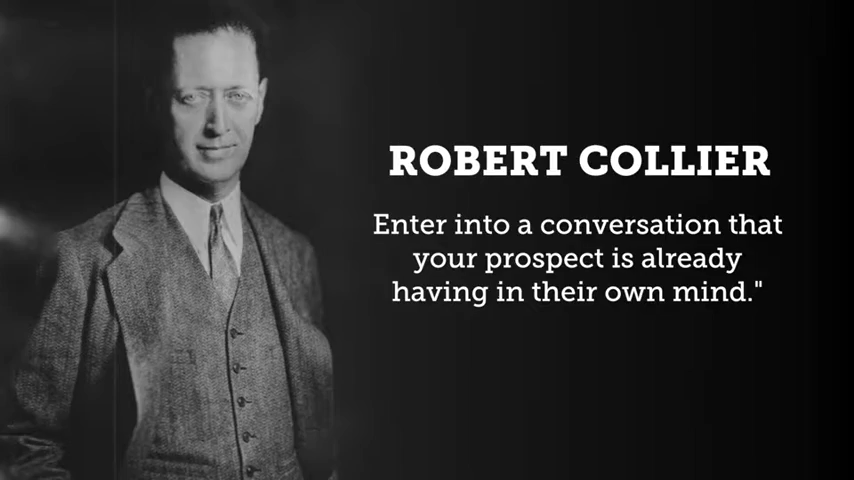 ROBERT COLLIER
Enter into a conversation that
your prospect is already
having in their own mind."